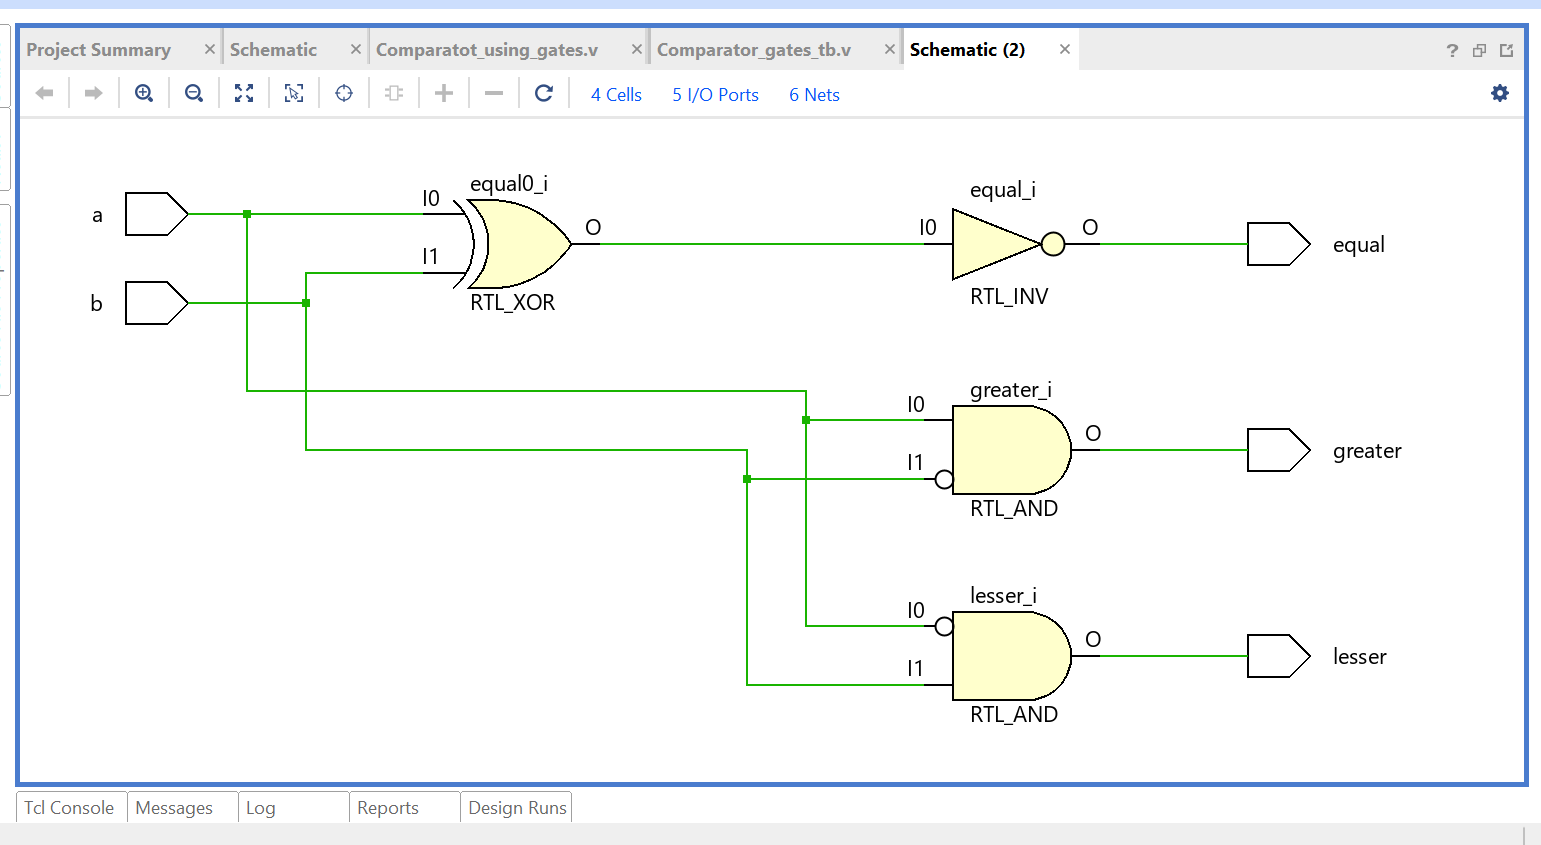 Project Summary × Schematic × Comparatot_using_gates.v × Comparator_gates_tb.v × Schematic (2) × ?
4 Cells 5 I/O Ports 6 Nets
equal0_i
equal_i
a I0 O I0 O equal
I1
b RTL_XOR RTL_INV
greater_i
I0
O greater
I1
RTL_AND
lesser_i
I0
O lesser
I1
RTL_AND
Tcl Console Messages Log Reports Design Runs